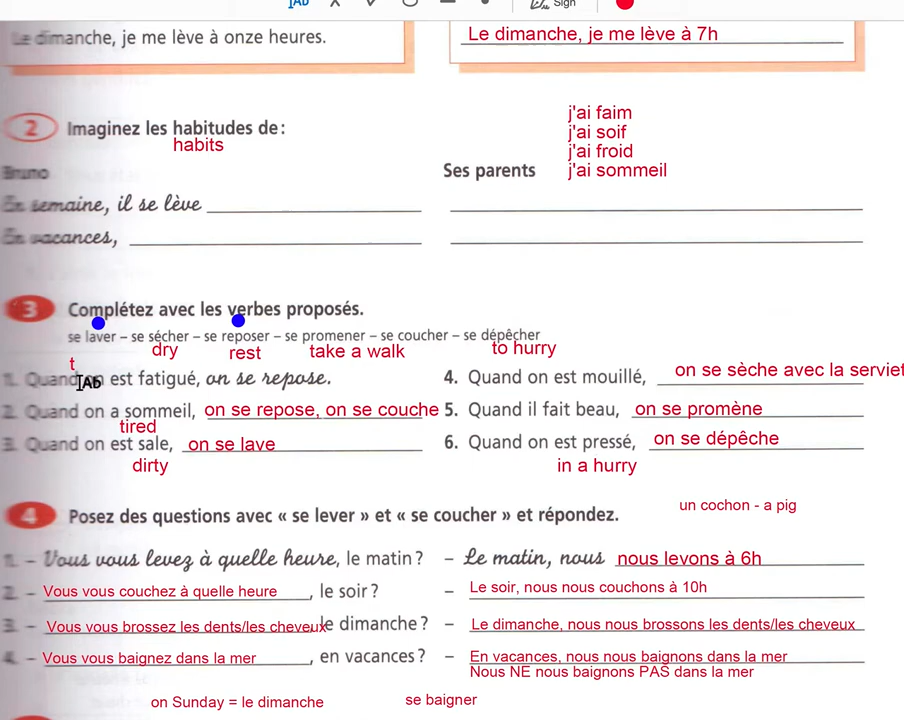 Ab Sign
Le dimanche, je me lève à onze heures. Le dimanche, je me lève à 7h
j'ai faim
2 Imaginez les habitudes de :
j'ai soif
habits
j'ai froid
Bruno Ses parents j'ai sommeil
En semaine, il se lève
En vacances,
3 Complétez avec les verbes proposés.
se laver – se sécher – se reposer – se promener – se coucher – se dépêcher
dry rest take a walk to hurry
t
1. Quand on est fatigué, on se repose. 4. Quand on est mouillé, on se sèche avec la serviet
Ab
2. Quand on a sommeil, on se repose, on se couche 5. Quand il fait beau, on se promène
tired
3. Quand on est sale, on se lave 6. Quand on est pressé, on se dépêche
dirty in a hurry
un cochon - a pig
4 Posez des questions avec « se lever » et « se coucher » et répondez.
1. – Vous vous levez à quelle heure, le matin ? – Le matin, nous nous levons à 6h
2. – Vous vous couchez à quelle heure, le soir ? – Le soir, nous nous couchons à 10h
3. – Vous vous brossez les dents/les cheveux le dimanche ? – Le dimanche, nous nous brossons les dents/les cheveux
4. – Vous vous baignez dans la mer, en vacances ? – En vacances, nous nous baignons dans la mer
Nous NE nous baignons PAS dans la mer
on Sunday = le dimanche se baigner